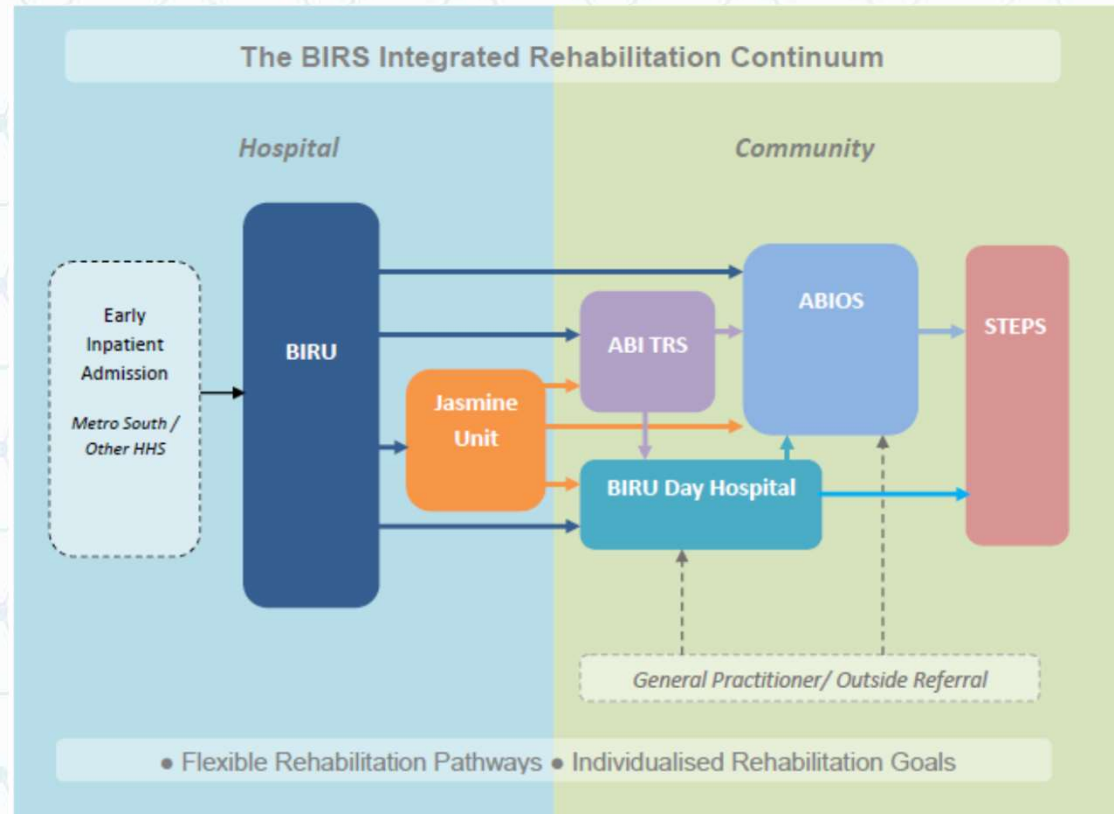 The BIRS Integrated Rehabilitation Continuum
Hospital
Community
Early
Inpatient
Admission
Metro South /
Other HHS
BIRU
Jasmine
Unit
ABI TRS
BIRU Day Hospital
ABIOS
STEPS
General Practitioner/ Outside Referral
● Flexible Rehabilitation Pathways ● Individualised Rehabilitation Goals